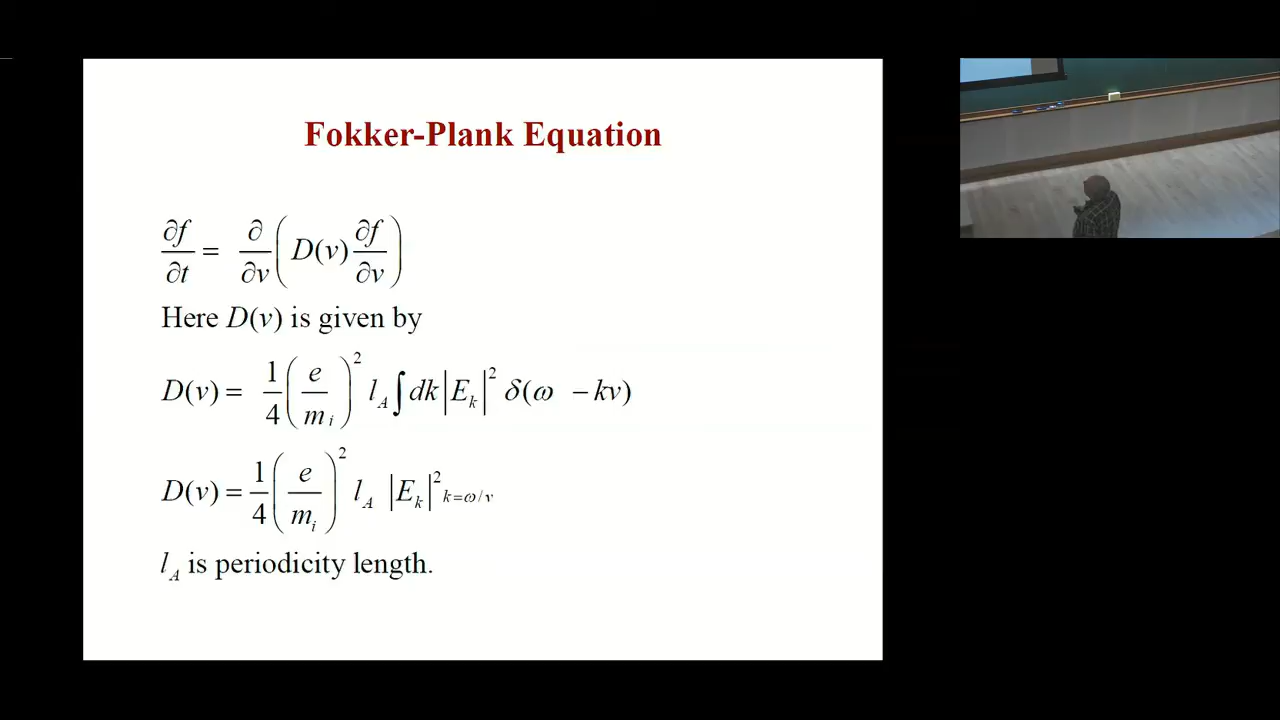 Fokker-Plank Equation
∂f/∂t = ∂/∂v ( D(v) ∂f/∂v )
Here D(v) is given by
D(v) = 1/4 (e/m_i)^2 l_A ∫ dk |E_k|^2 δ(ω − kv)
D(v) = 1/4 (e/m_i)^2 l_A |E_k|^2 _{k=ω/v}
l_A is periodicity length.